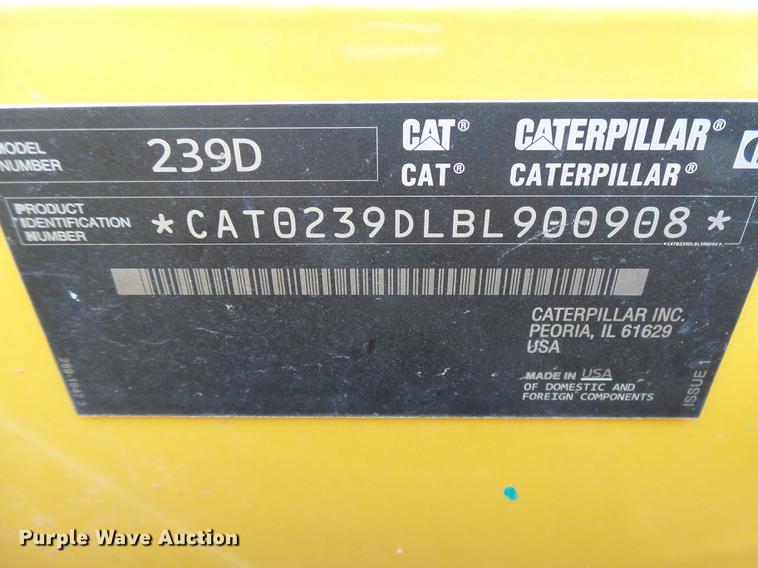 MODEL
NUMBER
239D
CAT® CATERPILLAR®
CAT® CATERPILLAR®
PRODUCT
IDENTIFICATION
NUMBER
*CAT0239DLBL900908*
*CAT0239DLBL900908*
CATERPILLAR INC.
PEORIA, IL 61629
USA
MADE IN USA
OF DOMESTIC AND
FOREIGN COMPONENTS
ISSUE 1
Purple Wave Auction